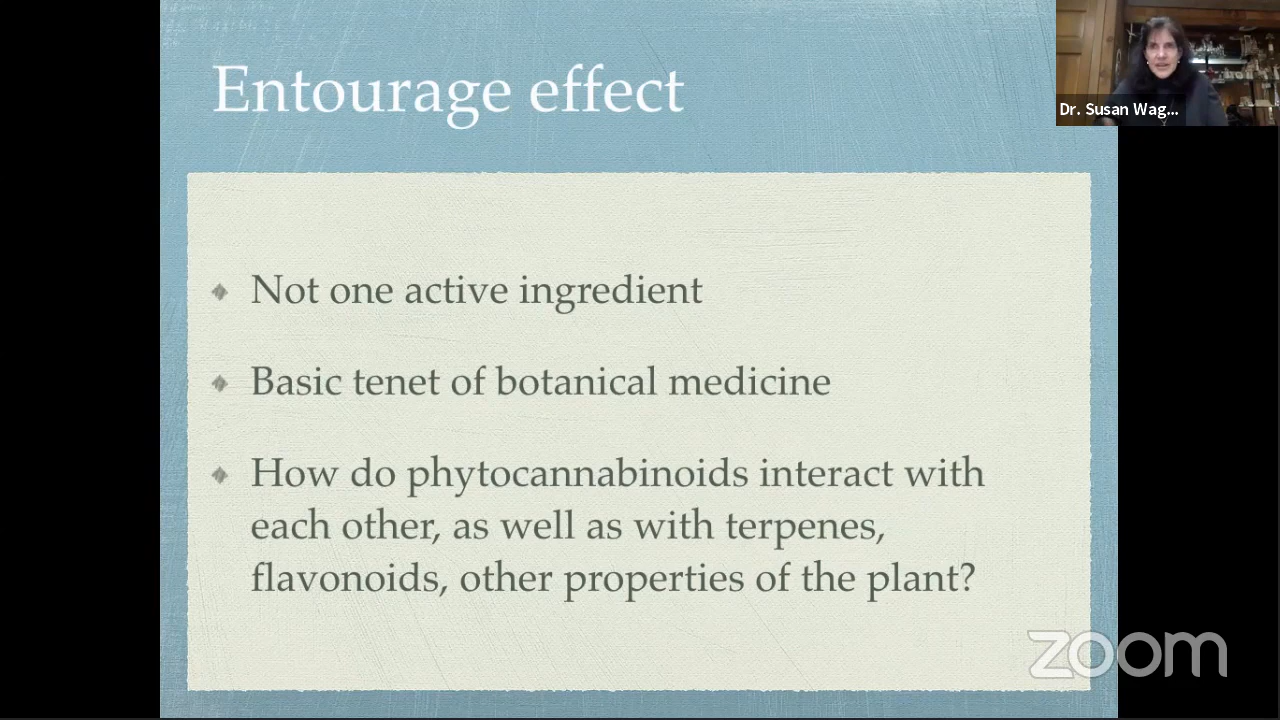 Entourage effect
Dr. Susan Wag...
Not one active ingredient
Basic tenet of botanical medicine
How do phytocannabinoids interact with
each other, as well as with terpenes,
flavonoids, other properties of the plant?
zoom